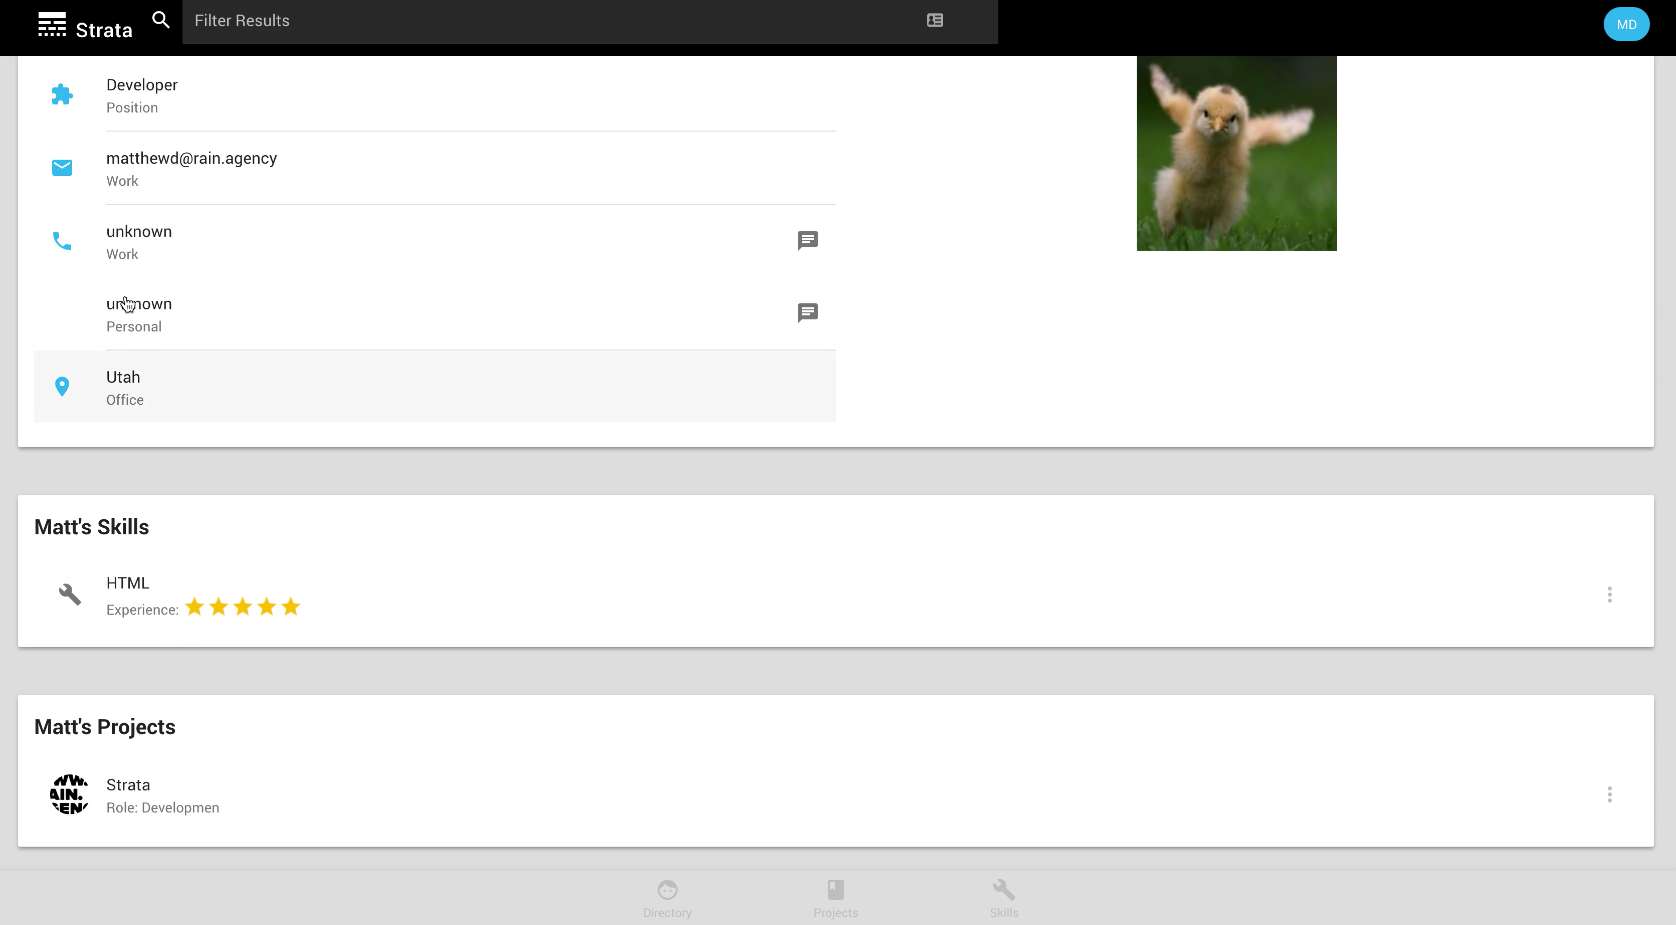 Strata
Filter Results
MD
Developer
Position
matthewd@rain.agency
Work
unknown
Work
unknown
Personal
Utah
Office
Matt's Skills
HTML
Experience:
Matt's Projects
Strata
Role: Developmen
Directory
Projects
Skills